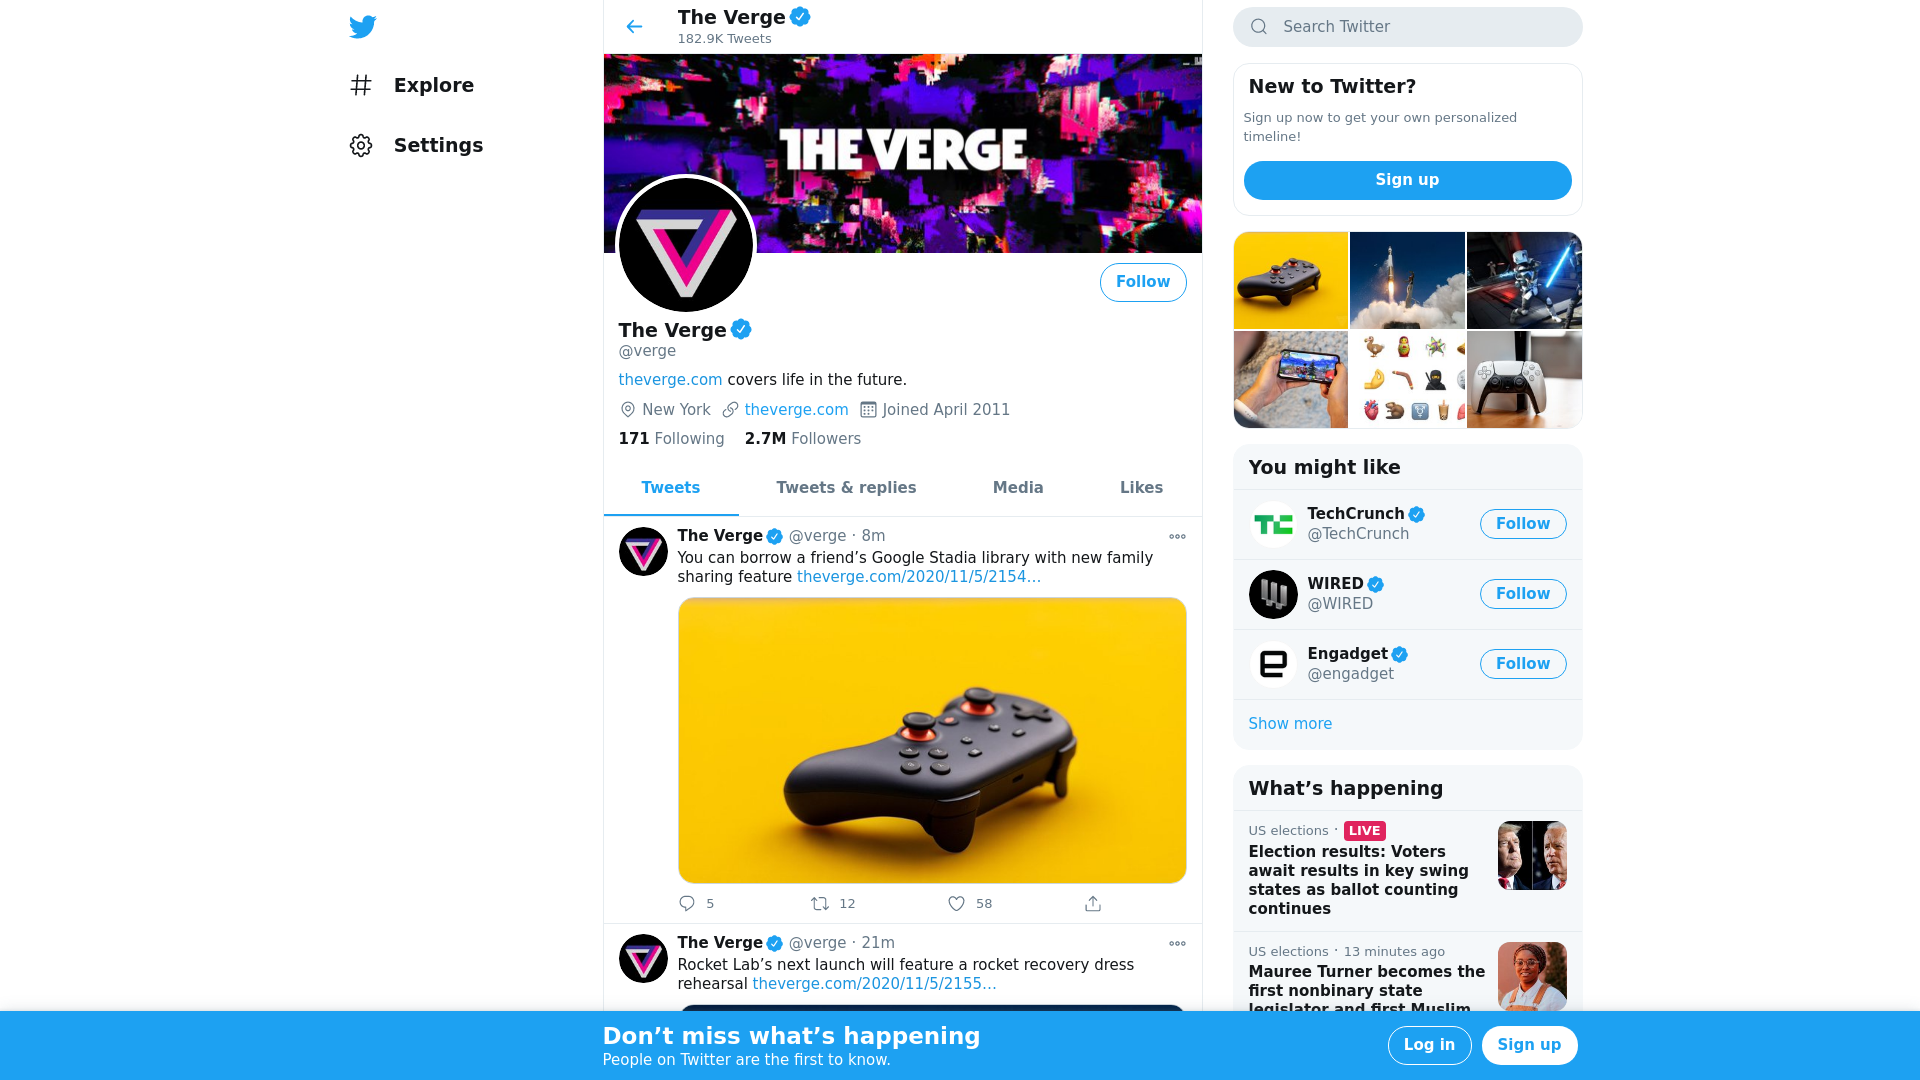 Explore
Settings
The Verge
182.9K Tweets
THE VERGE
Follow
The Verge
@verge
theverge.com covers life in the future.
New York theverge.com Joined April 2011
171 Following 2.7M Followers
Tweets Tweets & replies Media Likes
The Verge @verge · 8m
You can borrow a friend’s Google Stadia library with new family
sharing feature theverge.com/2020/11/5/2154…
5 12 58
The Verge @verge · 21m
Rocket Lab’s next launch will feature a rocket recovery dress
rehearsal theverge.com/2020/11/5/2155…
Search Twitter
New to Twitter?
Sign up now to get your own personalized
timeline!
Sign up
You might like
TechCrunch
@TechCrunch
Follow
WIRED
@WIRED
Follow
Engadget
@engadget
Follow
Show more
What’s happening
US elections · LIVE
Election results: Voters
await results in key swing
states as ballot counting
continues
US elections · 13 minutes ago
Mauree Turner becomes the
first nonbinary state
legislator and first Muslim
Don’t miss what’s happening
People on Twitter are the first to know.
Log in
Sign up